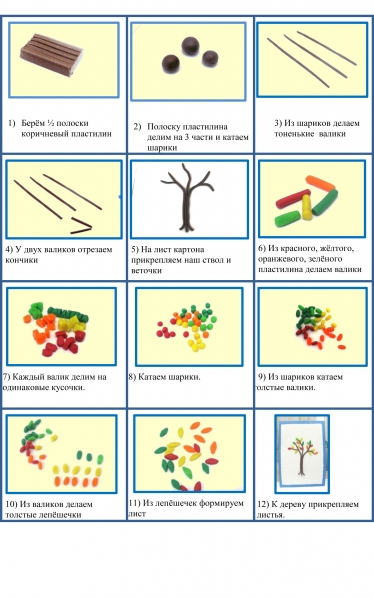 1) Берём ½ полоски
коричневый пластилин
2) Полоску пластилина
делим на 3 части и катаем
шарики
3) Из шариков делаем
тоненькие валики
4) У двух валиков отрезаем
кончики
5) На лист картона
прикрепляем наш ствол и
веточки
6) Из красного, жёлтого,
оранжевого, зелёного
пластилина делаем валики
7) Каждый валик делим на
одинаковые кусочки.
8) Катаем шарики.
9) Из шариков катаем
толстые валики.
10) Из валиков делаем
толстые лепёшечки
11) Из лепёшечек формируем
лист
12) К дереву прикрепляем
листья.